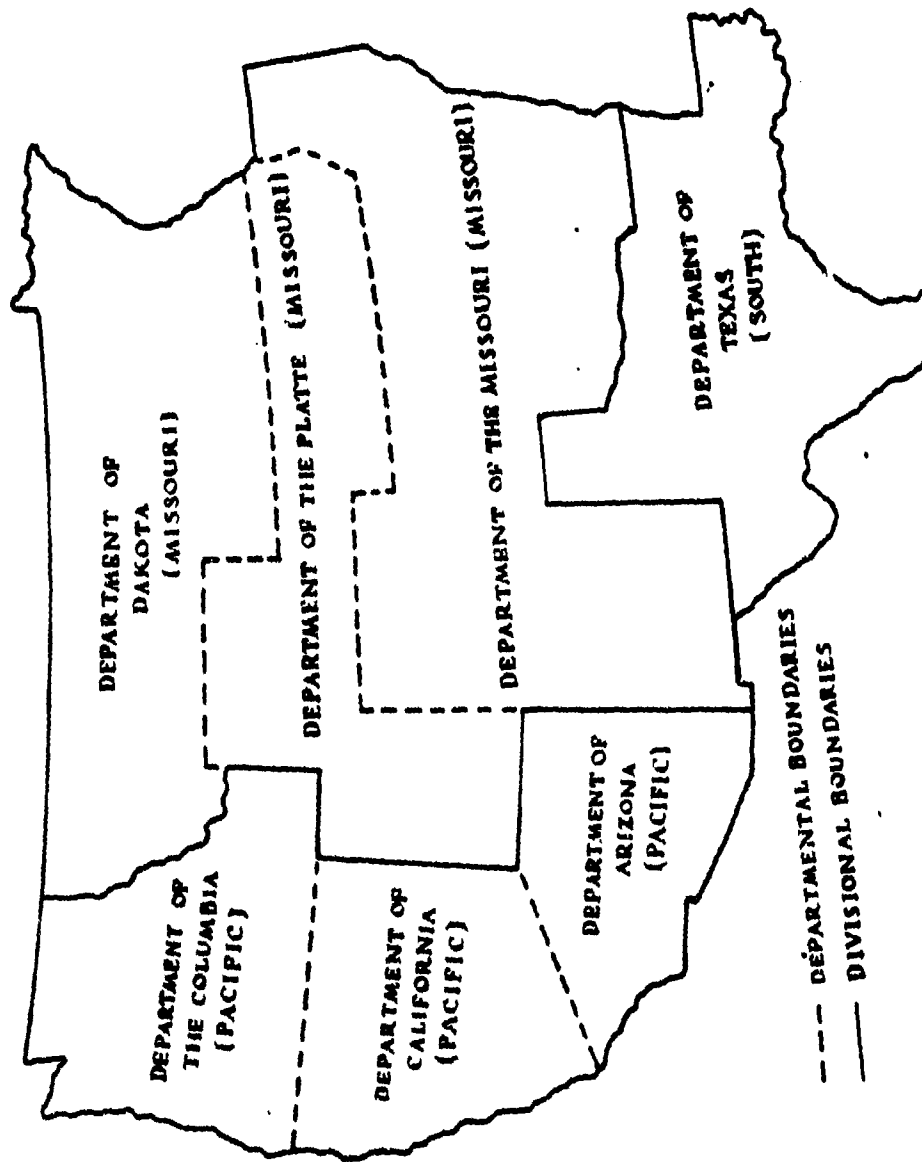 DEPARTMENT OF
DAKOTA
(MISSOURI)
DEPARTMENT OF
THE COLUMBIA
(PACIFIC)
DEPARTMENT OF THE PLATTE (MISSOURI)
DEPARTMENT OF
CALIFORNIA
(PACIFIC)
DEPARTMENT OF THE MISSOURI (MISSOURI)
DEPARTMENT OF
ARIZONA
(PACIFIC)
DEPARTMENT OF
TEXAS
(SOUTH)
DEPARTMENTAL BOUNDARIES
DIVISIONAL BOUNDARIES